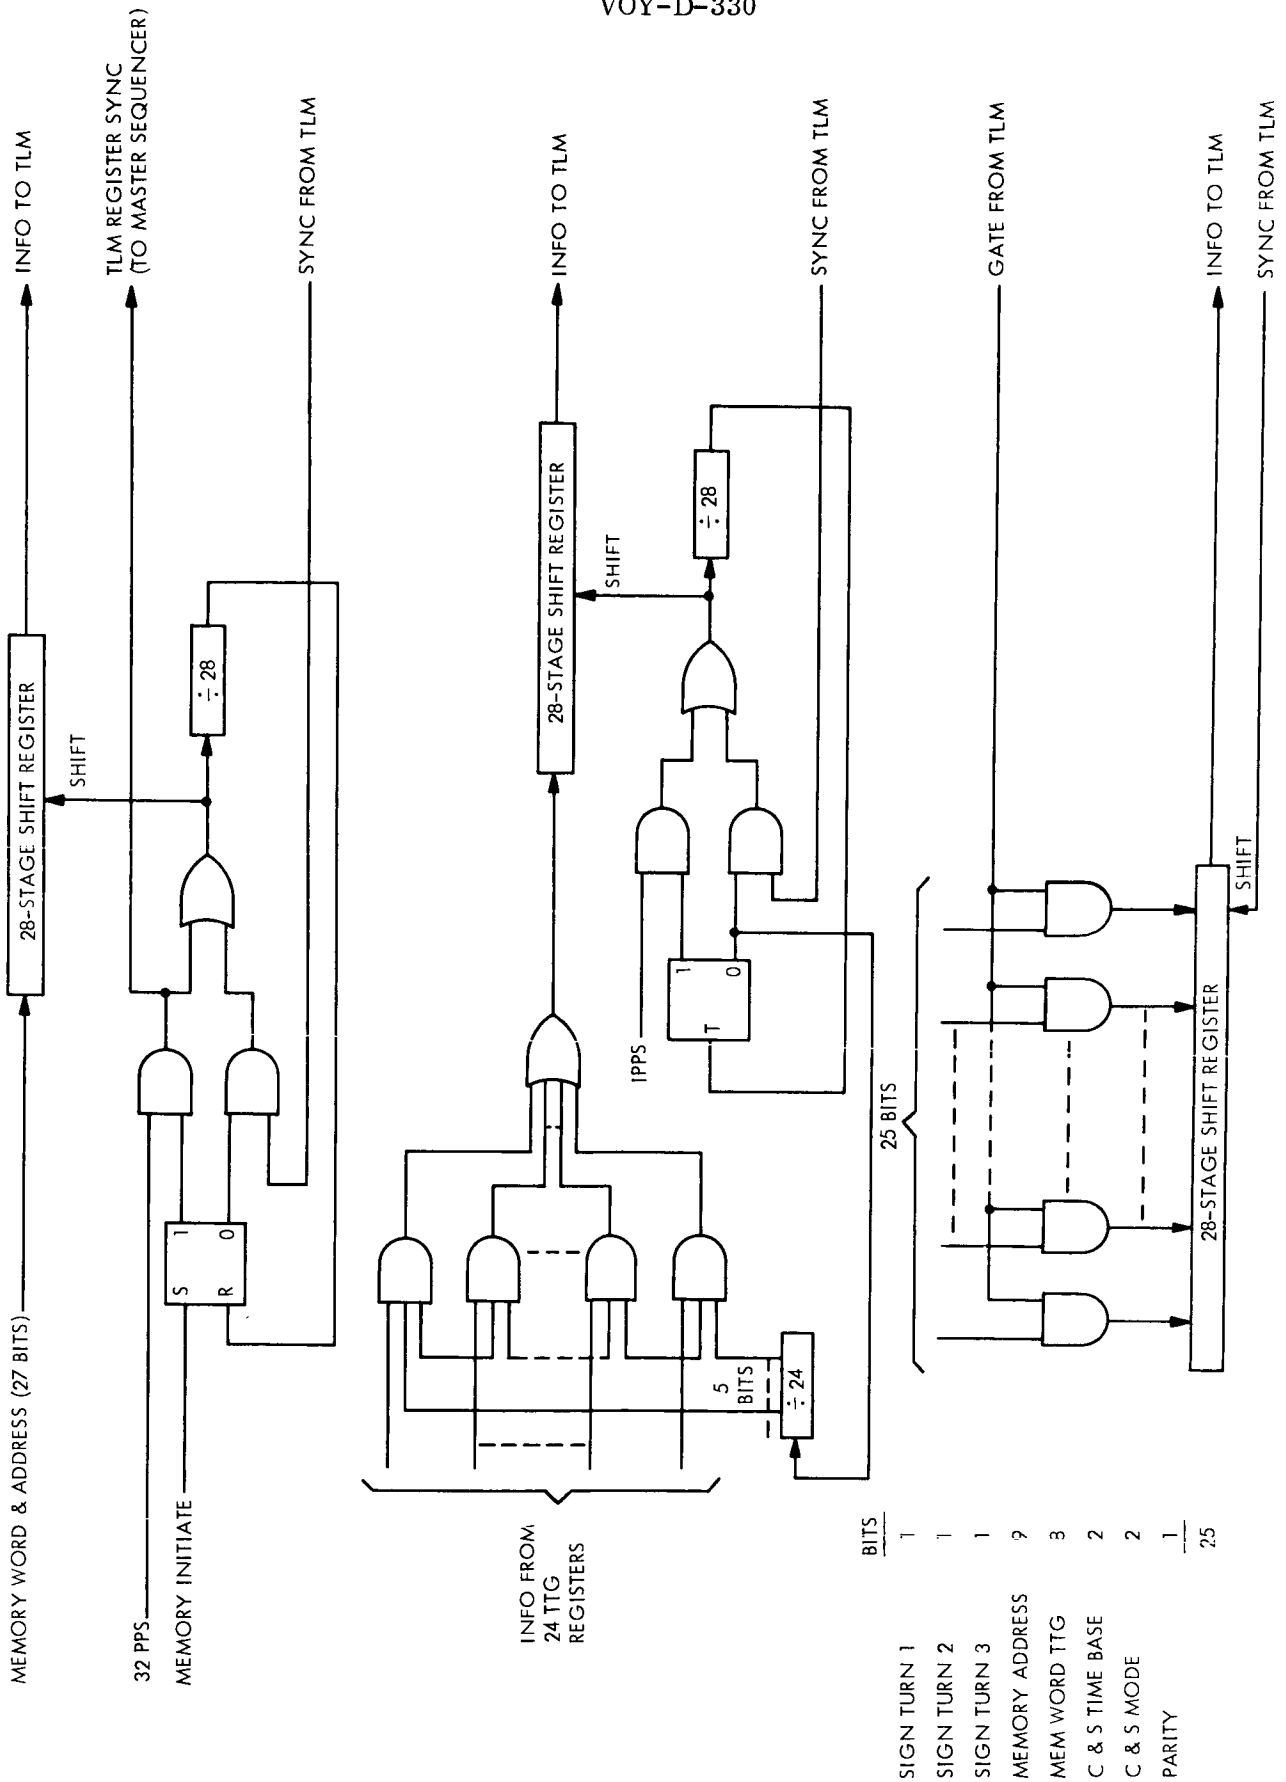 VOY-D-330
MEMORY WORD & ADDRESS (27 BITS)
28-STAGE SHIFT REGISTER
INFO TO TLM
SHIFT
TLM REGISTER SYNC
(TO MASTER SEQUENCER)
32 PPS
MEMORY INITIATE
S 1
R 0
÷ 28
SYNC FROM TLM
INFO FROM
24 TTG
REGISTERS
5
BITS
÷ 24
28-STAGE SHIFT REGISTER
INFO TO TLM
SHIFT
1PPS
T
1
0
÷ 28
SYNC FROM TLM
BITS
SIGN TURN 1 1
SIGN TURN 2 1
SIGN TURN 3 1
MEMORY ADDRESS 9
MEM WORD TTG 8
C & S TIME BASE 2
C & S MODE 2
PARITY 1
25
25 BITS
GATE FROM TLM
28-STAGE SHIFT REGISTER
INFO TO TLM
SHIFT
SYNC FROM TLM